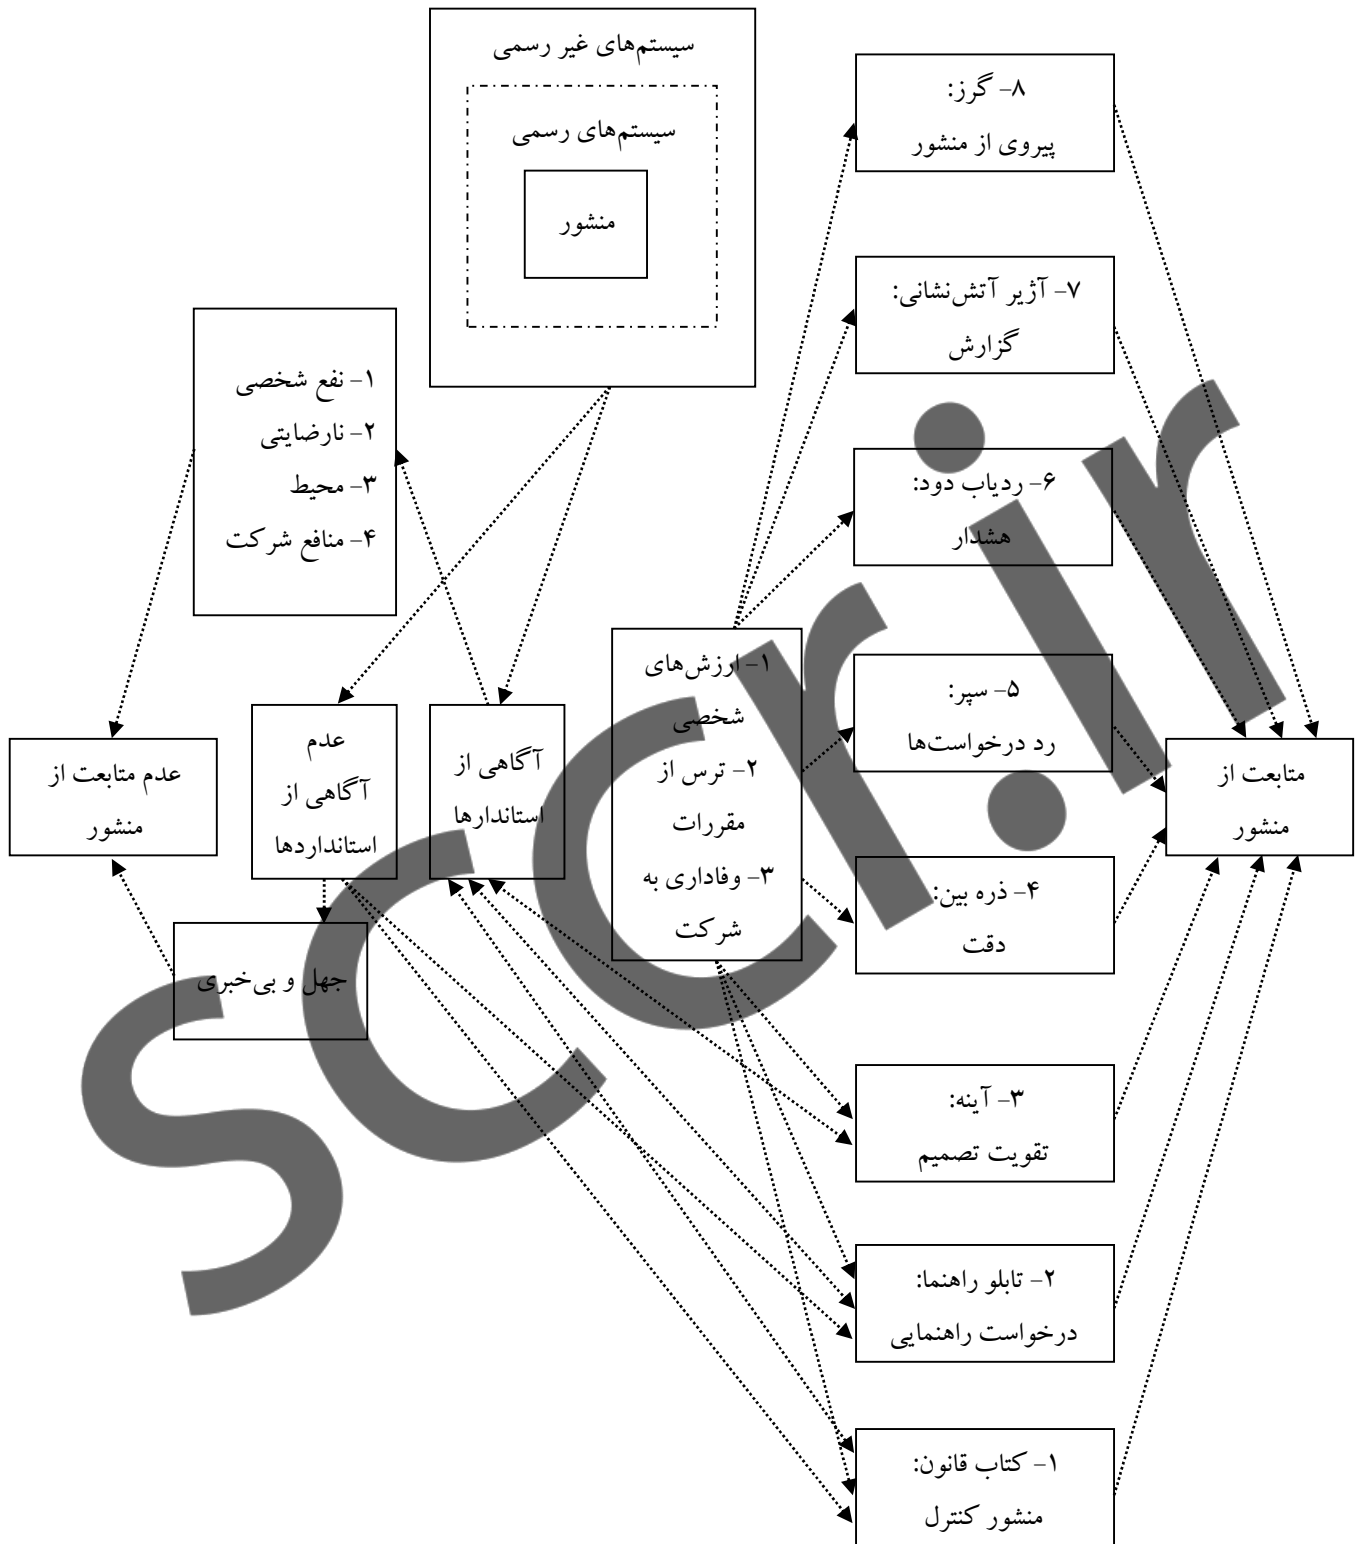 سیستم‌های غیر رسمی
سیستم‌های رسمی
منشور
۸- گرز:
پیروی از منشور
۷- آژیر آتش‌نشانی:
گزارش
۶- ردیاب دود:
هشدار
۵- سپر:
رد درخواست‌ها
۴- ذره بین:
دقت
۳- آینه:
تقویت تصمیم
۲- تابلو راهنما:
درخواست راهنمایی
۱- کتاب قانون:
منشور کنترل
متابعت از
منشور
۱- ارزش‌های
شخصی
۲- ترس از
مقررات
۳- وفاداری به
شرکت
آگاهی از
استاندارها
عدم
آگاهی از
استانداردها
۱- نفع شخصی
۲- نارضایتی
۳- محیط
۴- منافع شرکت
عدم متابعت از
منشور
جهل و بی‌خبری
sccr.ir